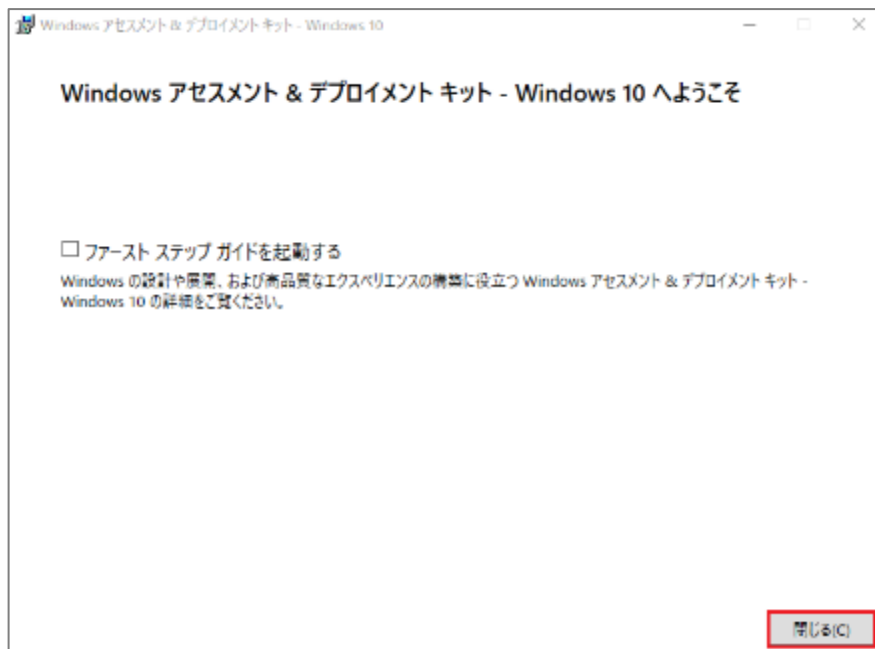 Windows アセスメント & デプロイメント キット - Windows 10
Windows アセスメント & デプロイメント キット - Windows 10 へようこそ
ファースト ステップ ガイドを起動する
Windows の設計や展開、および高品質なエクスペリエンスの構築に役立つ Windows アセスメント & デプロイメント キット -
Windows 10 の詳細をご覧ください。
閉じる(C)